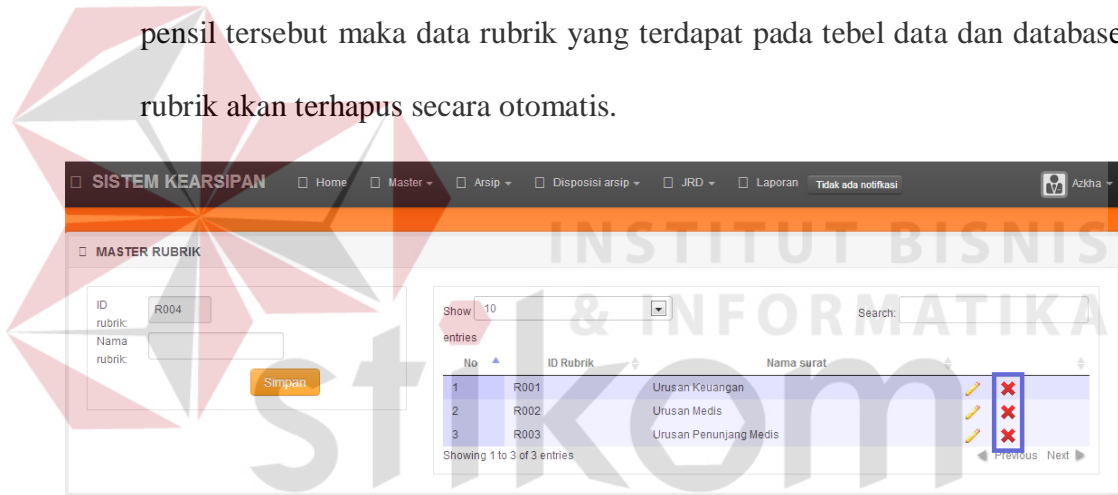 pensil tersebut maka data rubrik yang terdapat pada tebel data dan database
rubrik akan terhapus secara otomatis.
SISTEM KEARSIPAN Home Master Arsip Disposisi arsip JRD Laporan Tidak ada notifkasi Azkha
INSTITUT BISNIS
MASTER RUBRIK
& INFORMATIKA
stikom
ID rubrik: R004
Nama rubrik:
Simpan
Show 10 entries
Search:
No ID Rubrik Nama surat
1 R001 Urusan Keuangan
2 R002 Urusan Medis
3 R003 Urusan Penunjang Medis
Showing 1 to 3 of 3 entries
Previous Next